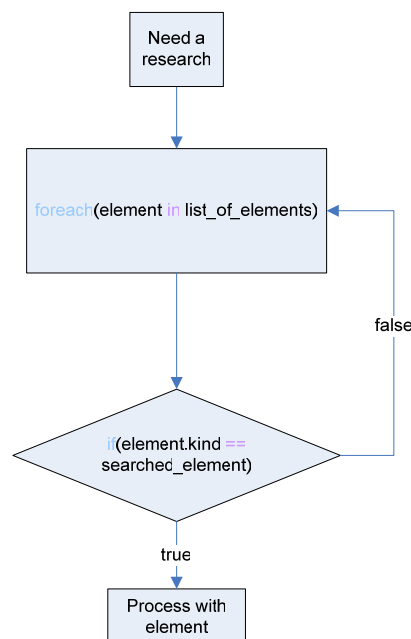 Need a
research
foreach(element in list_of_elements)
false
if(element.kind ==
searched_element)
true
Process with
element